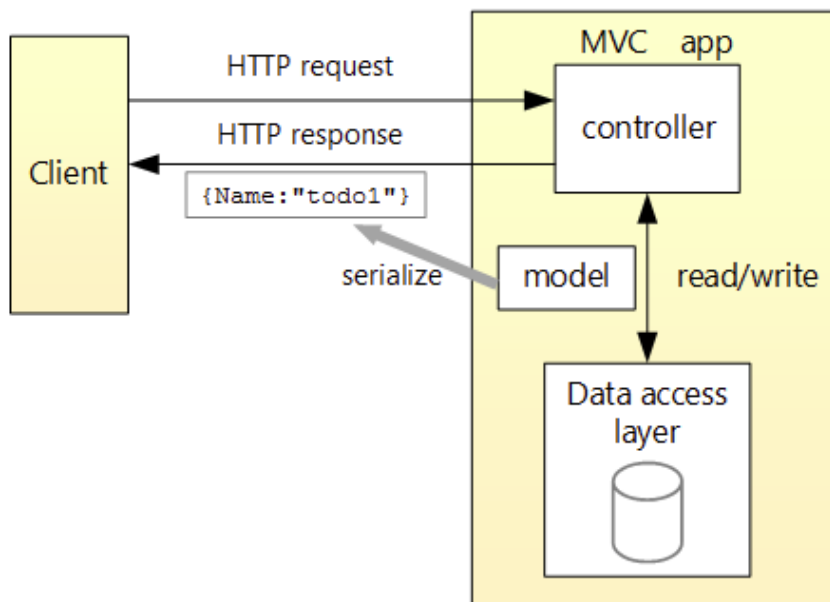 MVC app
HTTP request
controller
HTTP response
Client
{Name:"todo1"}
serialize
model
read/write
Data access
layer